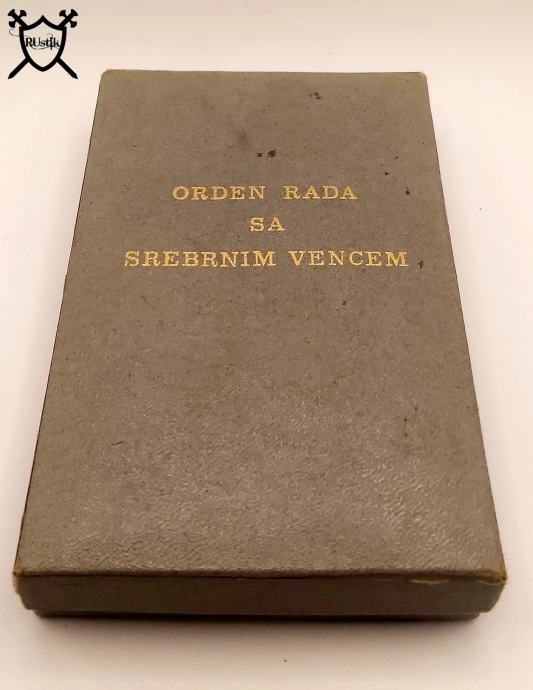 RUstik
ORDEN RADA
SA
SREBRNIM VENCEM